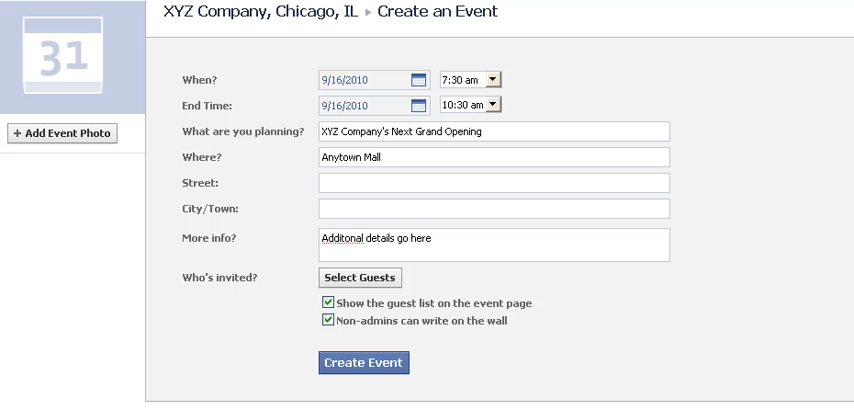 XYZ Company, Chicago, IL ▸ Create an Event
31
+ Add Event Photo
When? 9/16/2010 7:30 am
End Time: 9/16/2010 10:30 am
What are you planning? XYZ Company's Next Grand Opening
Where? Anytown Mall
Street:
City/Town:
More info? Additonal details go here
Who's invited? Select Guests
Show the guest list on the event page
Non-admins can write on the wall
Create Event